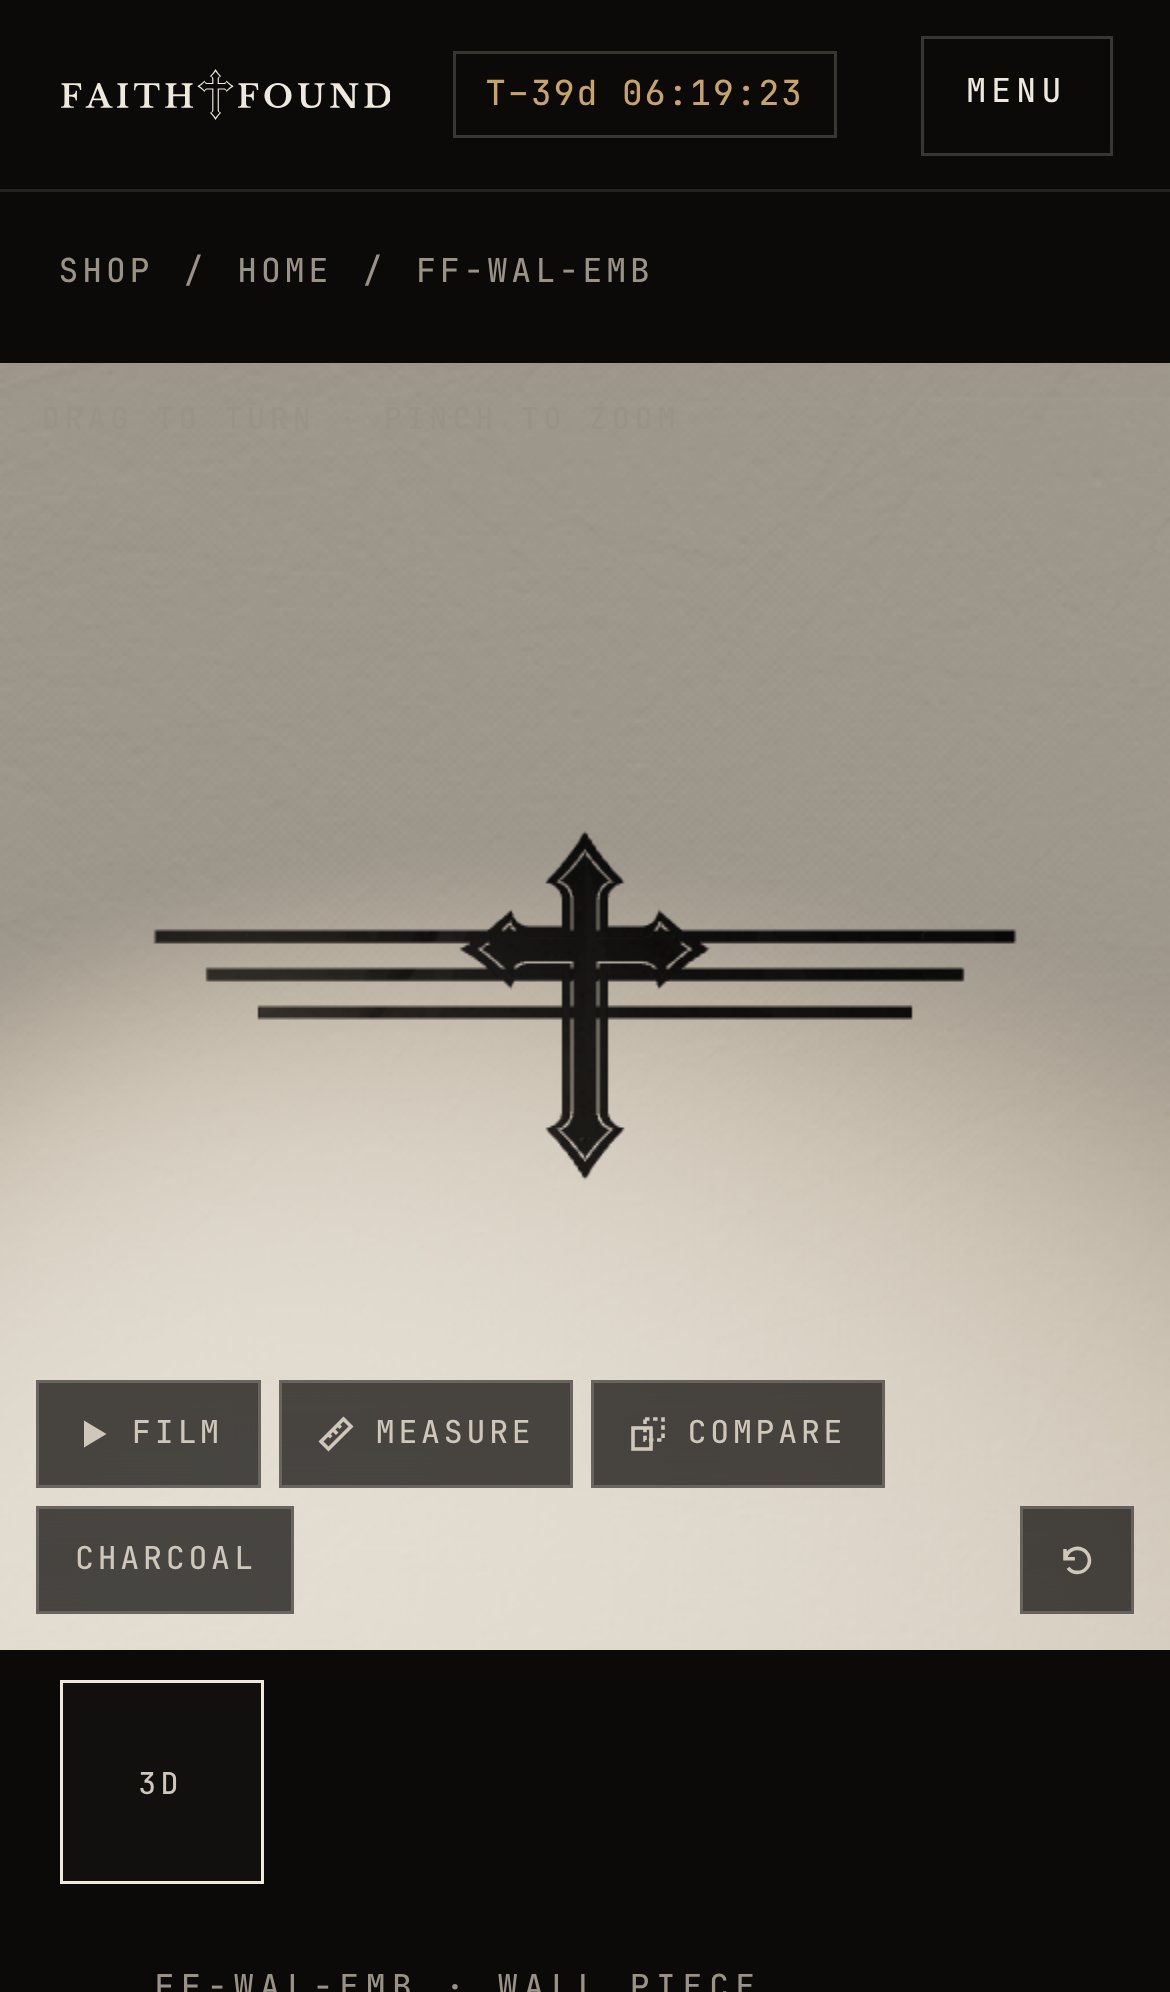 FAITH FOUND
T-39d 06:19:23
MENU
SHOP / HOME / FF-WAL-EMB
DRAG TO TURN · PINCH TO ZOOM
FILM
MEASURE
COMPARE
CHARCOAL
3D
FF-WAL-EMB · WALL PIECE